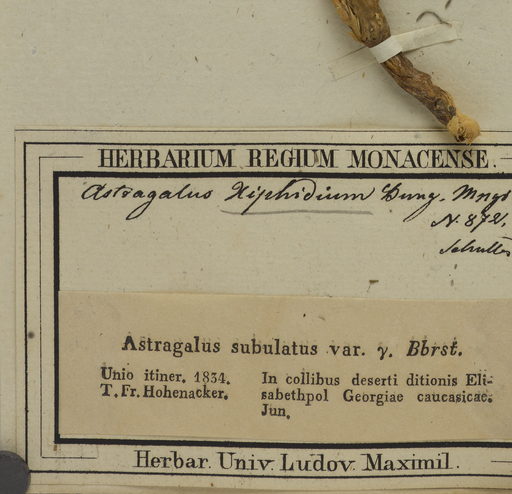 HERBARIUM REGIUM MONACENSE.
Astragalus Xiphidium Bung. Mngr
N. 872.
Unio itiner. 1834. In collibus deserti ditionis Eli-
T. Fr. Hohenacker. sabethpol Georgiae caucasicae.
Jun.
Astragalus subulatus var. γ. Bbrst.
Herbar. Univ. Ludov. Maximil.